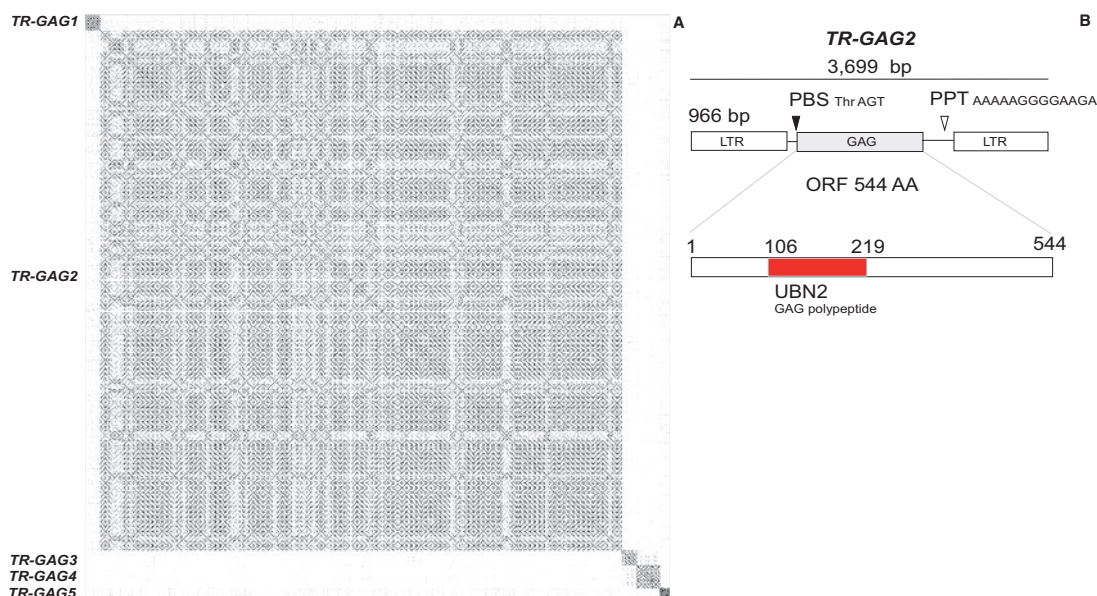 TR-GAG1
TR-GAG2
TR-GAG3
TR-GAG4
TR-GAG5
A
B
TR-GAG2
3,699 bp
PBS Thr AGT
PPT AAAAAGGGGAAGA
966 bp
LTR
GAG
LTR
ORF 544 AA
1
106
219
544
UBN2
GAG polypeptide